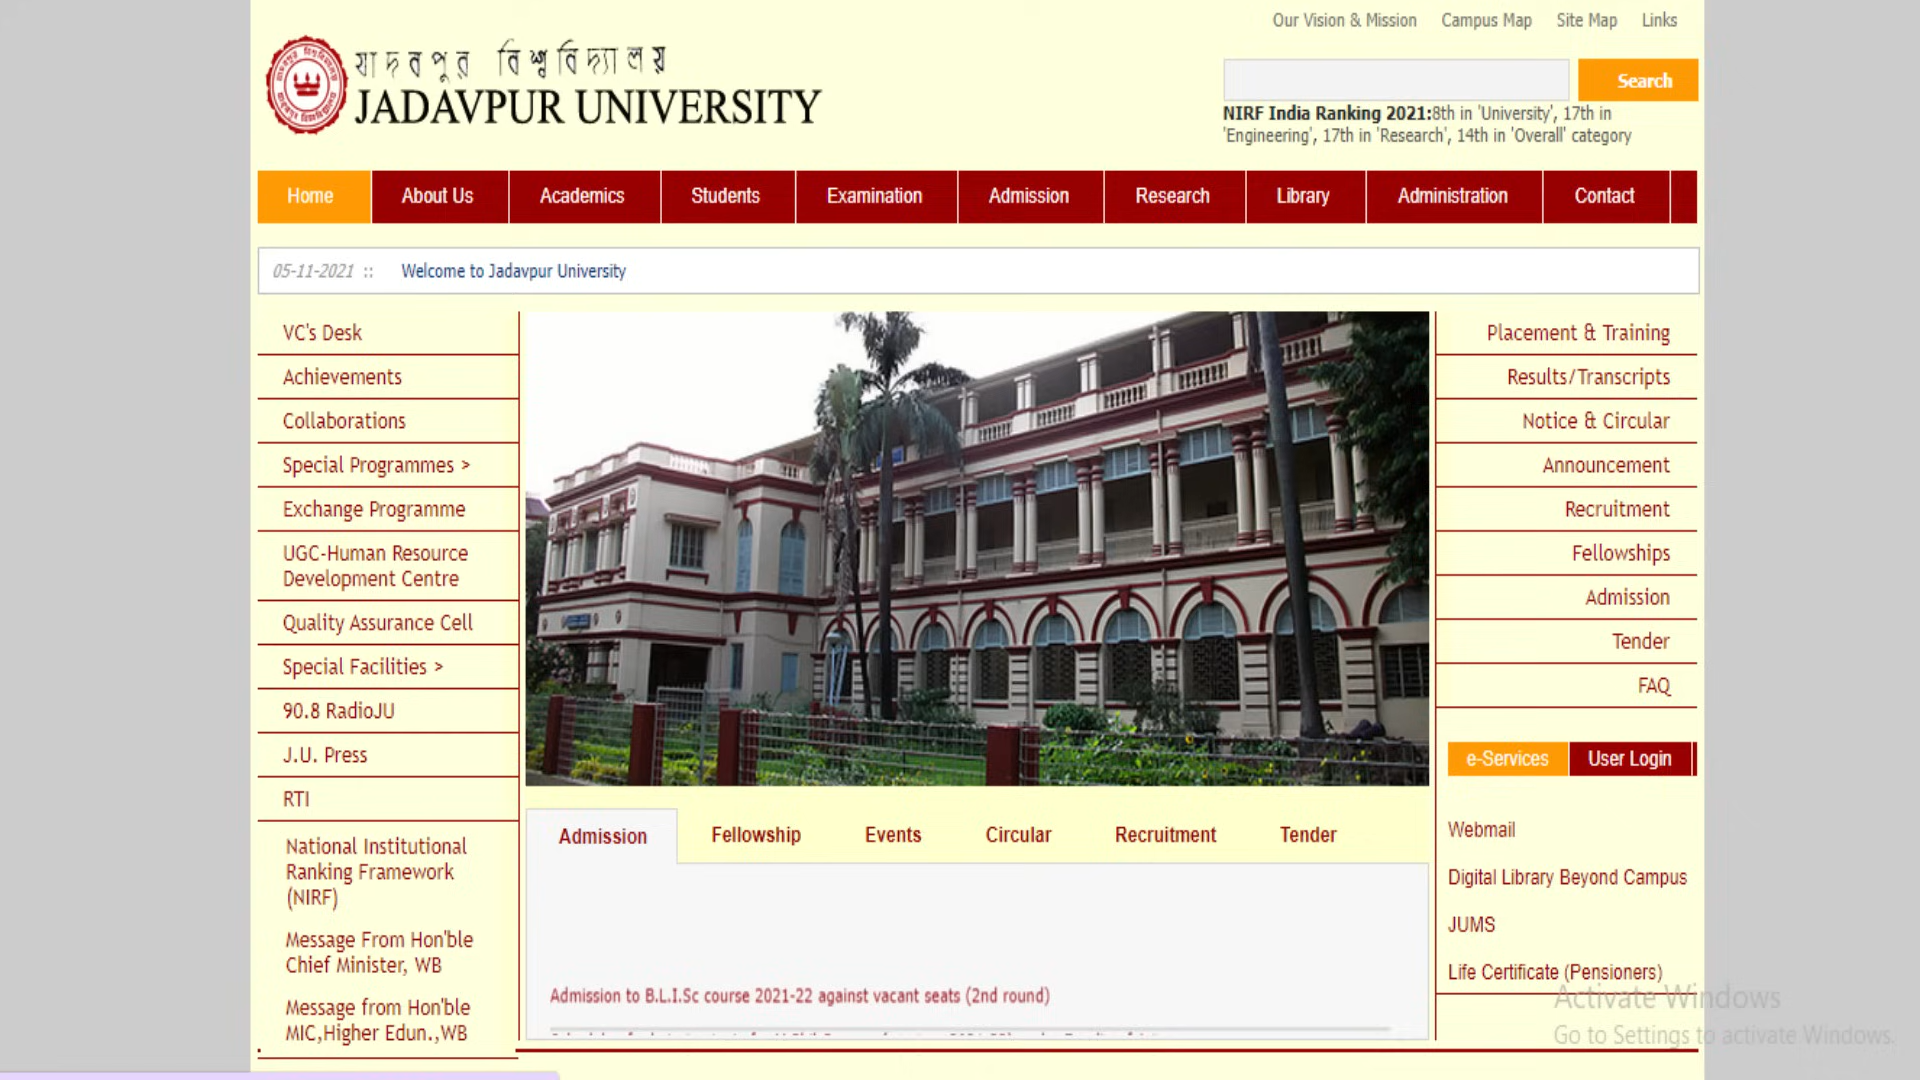 Our Vision & Mission Campus Map Site Map Links
যাদবপুর বিশ্ববিদ্যালয়
JADAVPUR UNIVERSITY
Search
NIRF India Ranking 2021:8th in 'University', 17th in
'Engineering', 17th in 'Research', 14th in 'Overall' category
Home About Us Academics Students Examination Admission Research Library Administration Contact
05-11-2021 :: Welcome to Jadavpur University
VC's Desk
Achievements
Collaborations
Special Programmes >
Exchange Programme
UGC-Human Resource
Development Centre
Quality Assurance Cell
Special Facilities >
90.8 RadioJU
J.U. Press
RTI
National Institutional
Ranking Framework
(NIRF)
Message From Hon'ble
Chief Minister, WB
Message from Hon'ble
MIC,Higher Edun.,WB
Admission Fellowship Events Circular Recruitment Tender
Admission to B.L.I.Sc course 2021-22 against vacant seats (2nd round)
Placement & Training
Results/Transcripts
Notice & Circular
Announcement
Recruitment
Fellowships
Admission
Tender
FAQ
e-Services User Login
Webmail
Digital Library Beyond Campus
JUMS
Life Certificate (Pensioners)
Activate Windows
Go to Settings to activate Windows.